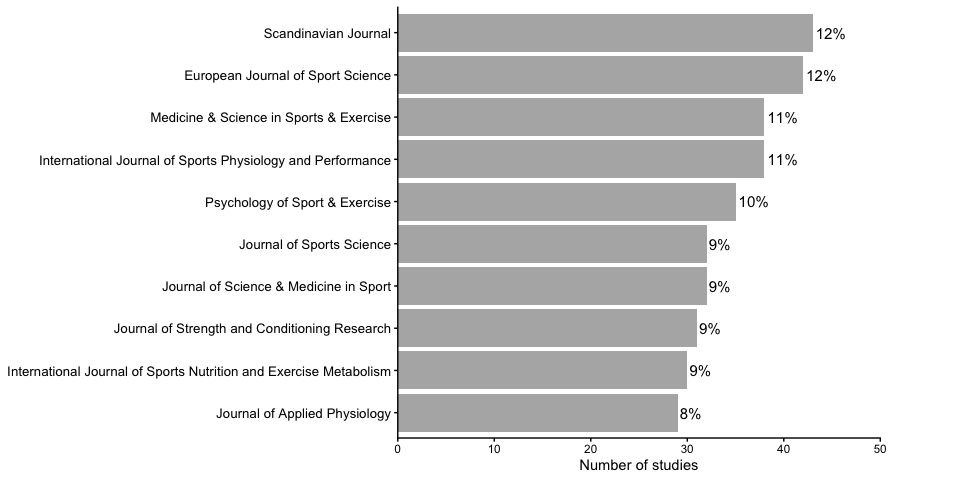 Scandinavian Journal 12%
European Journal of Sport Science 12%
Medicine & Science in Sports & Exercise 11%
International Journal of Sports Physiology and Performance 11%
Psychology of Sport & Exercise 10%
Journal of Sports Science 9%
Journal of Science & Medicine in Sport 9%
Journal of Strength and Conditioning Research 9%
International Journal of Sports Nutrition and Exercise Metabolism 9%
Journal of Applied Physiology 8%
0 10 20 30 40 50
Number of studies